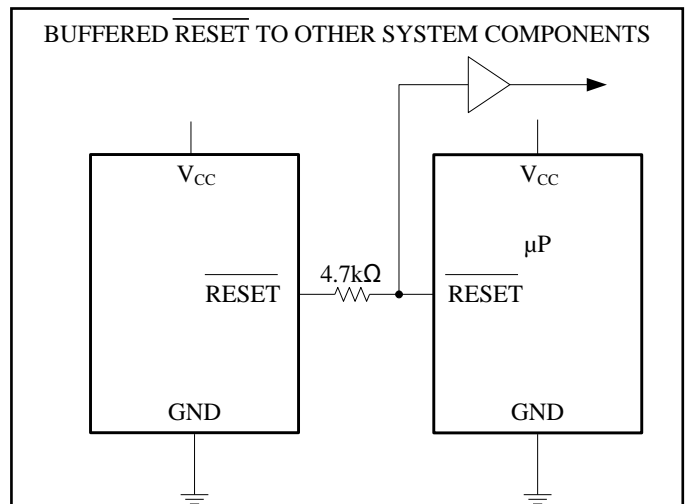 BUFFERED RESET TO OTHER SYSTEM COMPONENTS
VCC
VCC
μP
4.7kΩ
RESET
RESET
GND
GND